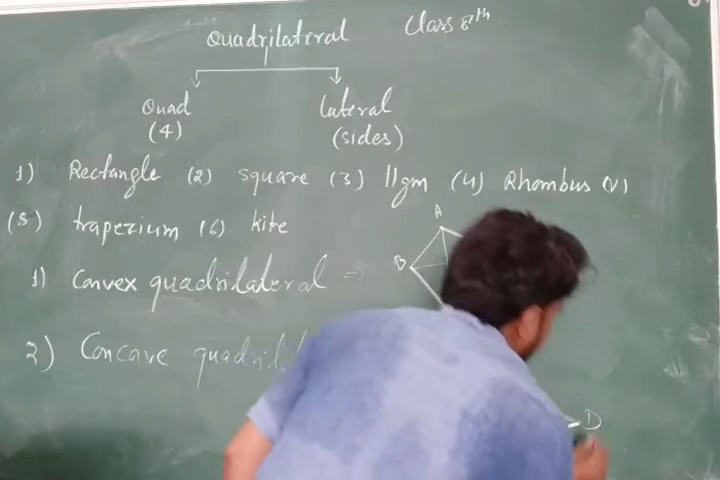 Quadrilateral Class 8th
Quad lateral
(4) (sides)
1) Rectangle (2) square (3) ||gm (4) Rhombus (V)
(5) trapezium (6) kite
A
1) Convex quadrilateral ⇒ B
2) Concave quadril
D